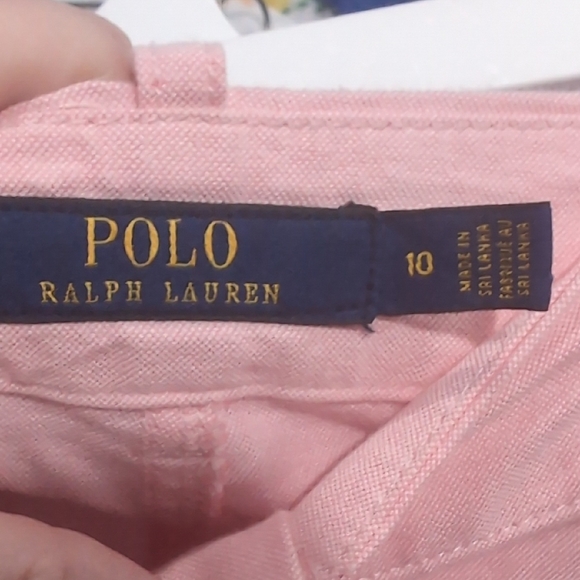 POLO
RALPH LAUREN
10
MADE IN
SRI LANKA
FABRIQUÉ AU
SRI LANKA